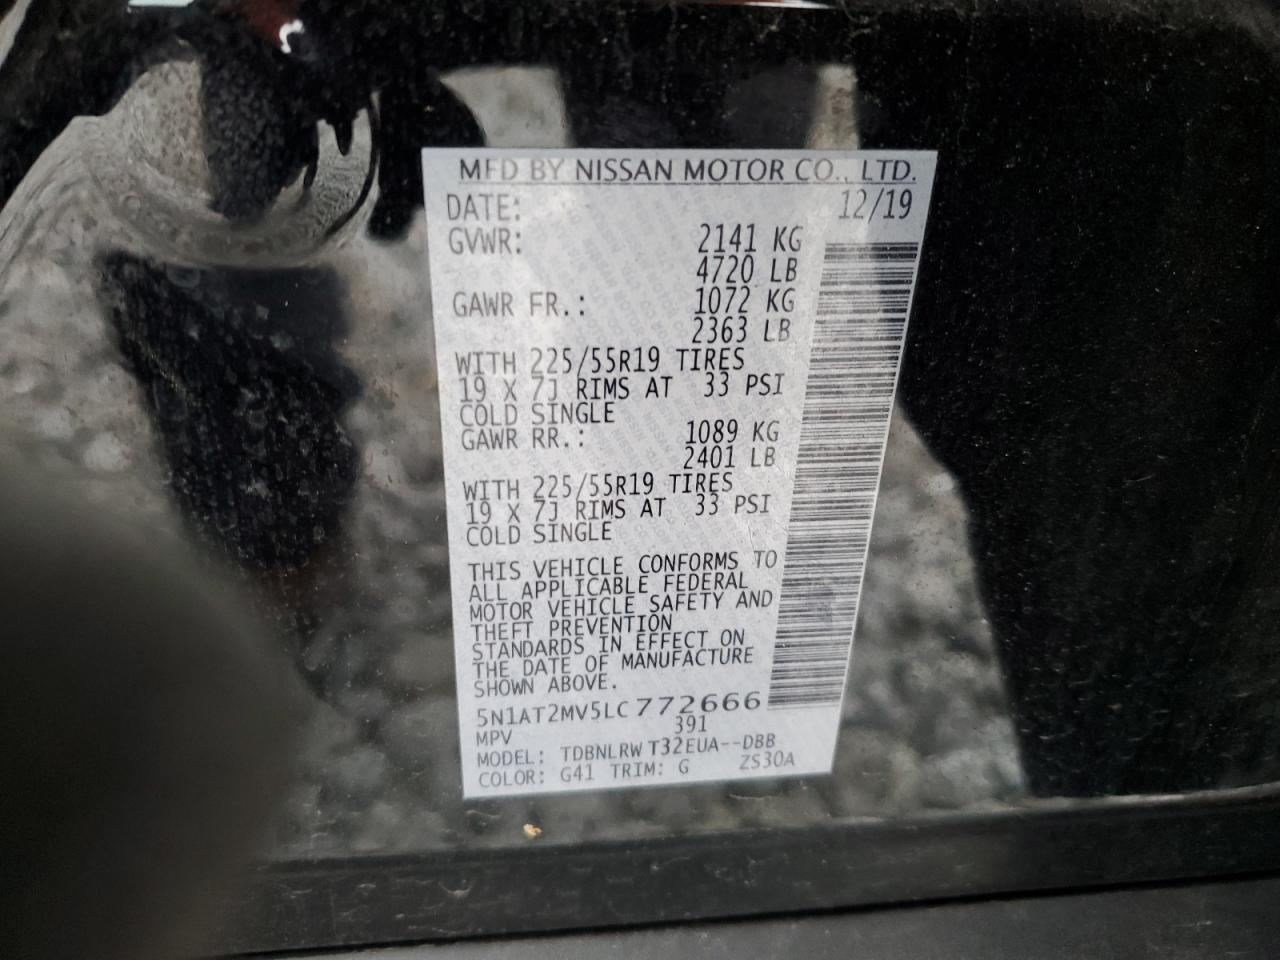 MFD BY NISSAN MOTOR CO., LTD.
DATE: 12/19
GVWR: 2141 KG
4720 LB
GAWR FR.: 1072 KG
2363 LB
WITH 225/55R19 TIRES
19 X 7J RIMS AT 33 PSI
COLD SINGLE
GAWR RR.: 1089 KG
2401 LB
WITH 225/55R19 TIRES
19 X 7J RIMS AT 33 PSI
COLD SINGLE
THIS VEHICLE CONFORMS TO
ALL APPLICABLE FEDERAL
MOTOR VEHICLE SAFETY AND
THEFT PREVENTION
STANDARDS IN EFFECT ON
THE DATE OF MANUFACTURE
SHOWN ABOVE.
5N1AT2MV5LC772666
MPV 391
MODEL: TDBNLRW T32EUA--DBB
COLOR: G41 TRIM: G ZS30A